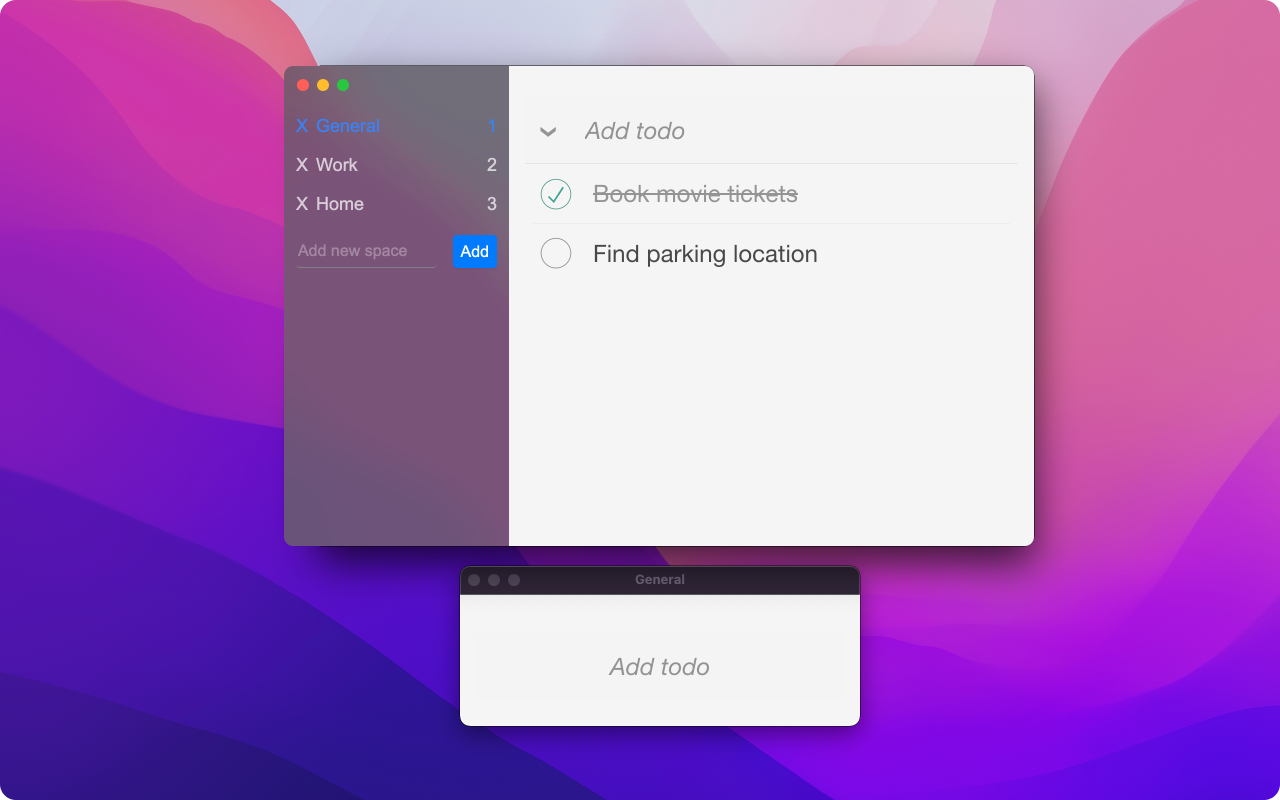 X General 1
X Work 2
X Home 3
Add new space Add
Add todo
Book movie tickets
Find parking location
General
Add todo